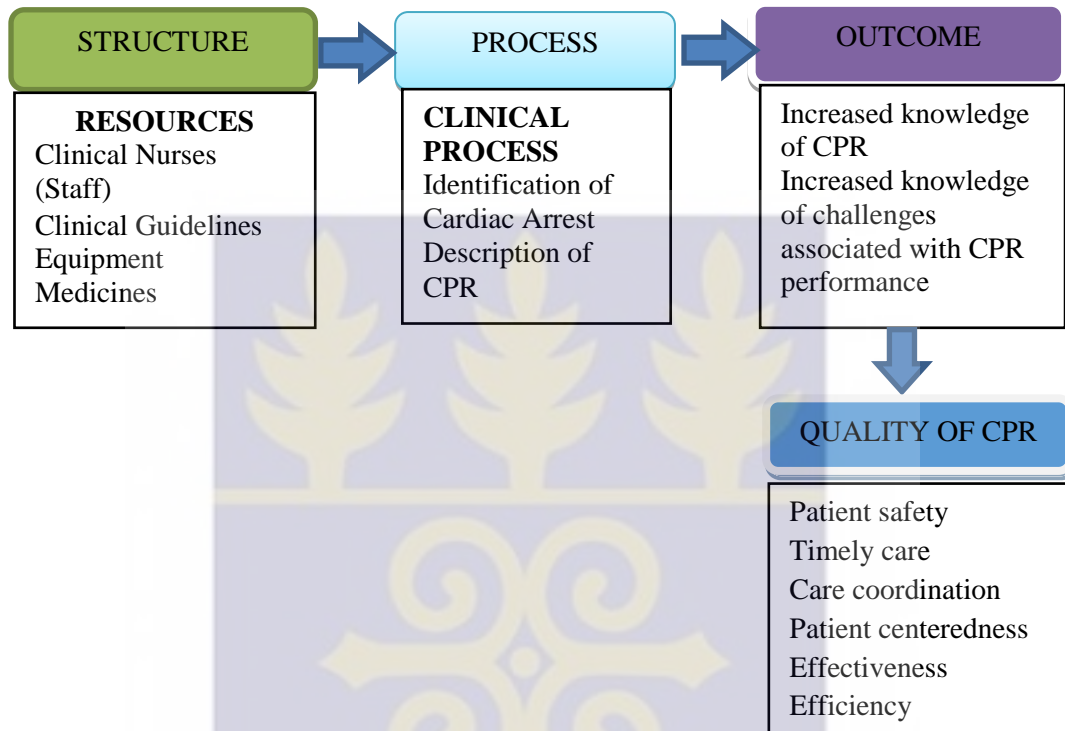 STRUCTURE
RESOURCES
Clinical Nurses
(Staff)
Clinical Guidelines
Equipment
Medicines
PROCESS
CLINICAL
PROCESS
Identification of
Cardiac Arrest
Description of
CPR
OUTCOME
Increased knowledge
of CPR
Increased knowledge
of challenges
associated with CPR
performance
QUALITY OF CPR
Patient safety
Timely care
Care coordination
Patient centeredness
Effectiveness
Efficiency